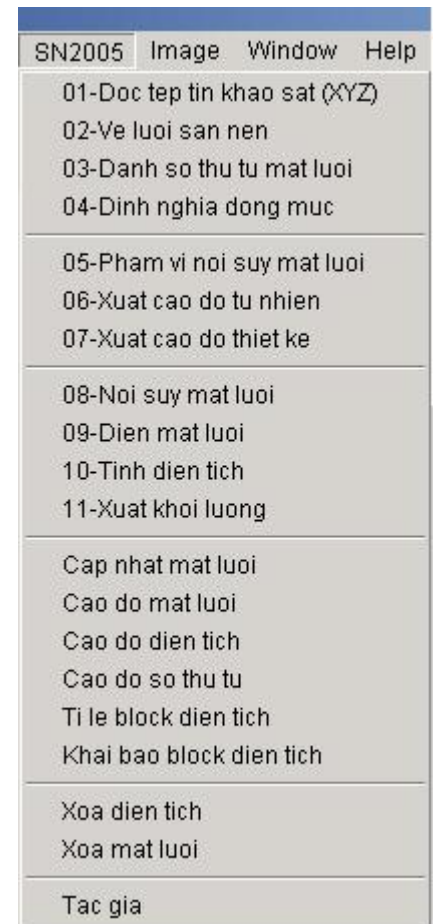 SN2005 Image Window Help
01-Doc tep tin khao sat (XYZ)
02-Ve luoi san nen
03-Danh so thu tu mat luoi
04-Dinh nghia dong muc
05-Pham vi noi suy mat luoi
06-Xuat cao do tu nhien
07-Xuat cao do thiet ke
08-Noi suy mat luoi
09-Dien mat luoi
10-Tinh dien tich
11-Xuat khoi luong
Cap nhat mat luoi
Cao do mat luoi
Cao do dien tich
Cao do so thu tu
Ti le block dien tich
Khai bao block dien tich
Xoa dien tich
Xoa mat luoi
Tac gia